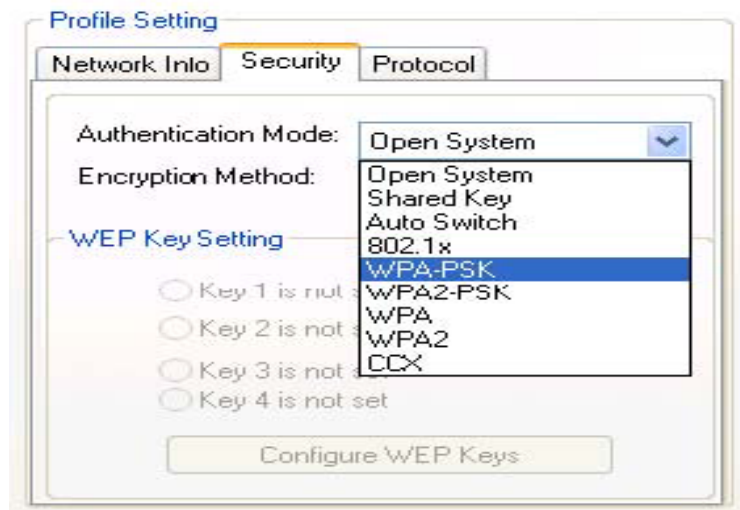 Profile Setting
Network Info Security Protocol
Authentication Mode: Open System
Encryption Method:
Open System
Shared Key
Auto Switch
802.1x
WPA-PSK
WPA2-PSK
WPA
WPA2
CCX
WEP Key Setting
Key 1 is not
Key 2 is not
Key 3 is not
Key 4 is not set
Configure WEP Keys